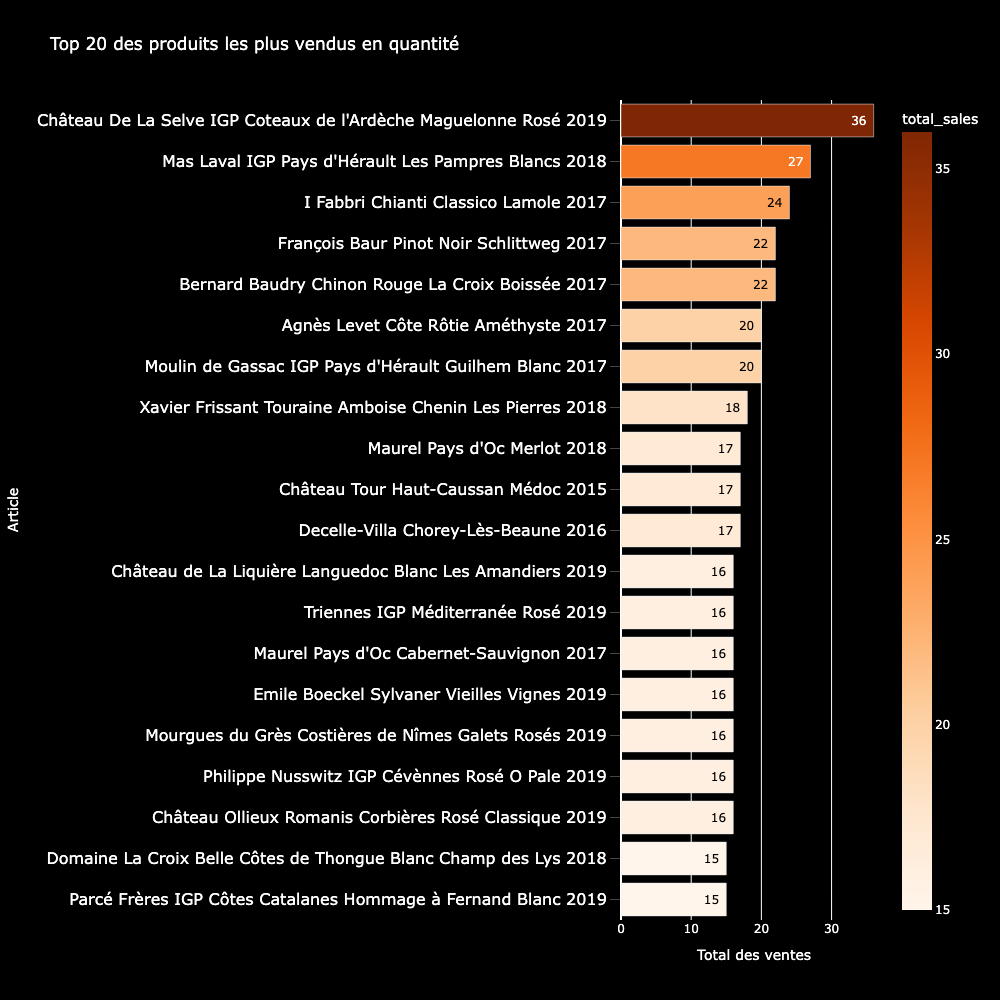 Top 20 des produits les plus vendus en quantité
Château De La Selve IGP Coteaux de l'Ardèche Maguelonne Rosé 2019 36
Mas Laval IGP Pays d'Hérault Les Pampres Blancs 2018 27
I Fabbri Chianti Classico Lamole 2017 24
François Baur Pinot Noir Schlittweg 2017 22
Bernard Baudry Chinon Rouge La Croix Boissée 2017 22
Agnès Levet Côte Rôtie Améthyste 2017 20
Moulin de Gassac IGP Pays d'Hérault Guilhem Blanc 2017 20
Xavier Frissant Touraine Amboise Chenin Les Pierres 2018 18
Maurel Pays d'Oc Merlot 2018 17
Château Tour Haut-Caussan Médoc 2015 17
Decelle-Villa Chorey-Lès-Beaune 2016 17
Château de La Liquière Languedoc Blanc Les Amandiers 2019 16
Triennes IGP Méditerranée Rosé 2019 16
Maurel Pays d'Oc Cabernet-Sauvignon 2017 16
Emile Boeckel Sylvaner Vieilles Vignes 2019 16
Mourgues du Grès Costières de Nîmes Galets Rosés 2019 16
Philippe Nusswitz IGP Cévènnes Rosé O Pale 2019 16
Château Ollieux Romanis Corbières Rosé Classique 2019 16
Domaine La Croix Belle Côtes de Thongue Blanc Champ des Lys 2018 15
Parcé Frères IGP Côtes Catalanes Hommage à Fernand Blanc 2019 15
Article
0 10 20 30
Total des ventes
total_sales
35
30
25
20
15